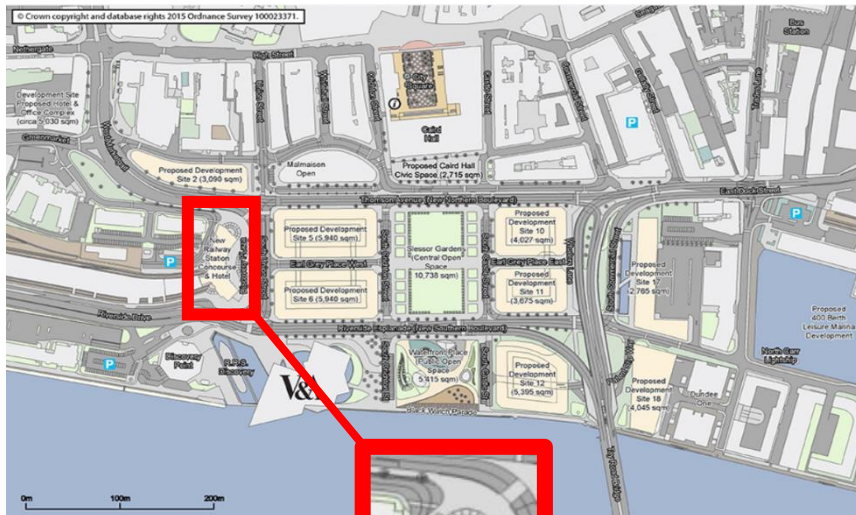 © Crown copyright and database rights 2015 Ordnance Survey 100023371.
Nethergate
High Street
Bus
Station
Development Site
Proposed Hotel &
Office Complex
(circa 5,030 sqm)
Greenmarket
City
Square
Caird
Hall
P
Proposed Development
Site 2 (3,090 sqm)
Malmaison
Open
Proposed Caird Hall
Civic Space (2,715 sqm)
Thomson Avenue (New Northern Boulevard)
East Dock Street
P
New
Railway
Station
Concourse
& Hotel
P
Proposed Development
Site 5 (5,940 sqm)
Earl Grey Place West
Proposed Development
Site 6 (5,940 sqm)
Slessor Gardens
(Central Open
Space
10,738 sqm)
Proposed
Development
Site 10
(4,027 sqm)
Earl Grey Place East
Proposed
Development
Site 11
(3,675 sqm)
Proposed
Development
Site 17
(2,765 sqm)
Proposed
400 Berth
Leisure Marina
Development
Riverside Drive
Riverside Esplanade (New Southern Boulevard)
Discovery
Point
R.R.S.
Discovery
P
V&A
Waterfront Place
(Public Open
Space
5,415 sqm)
Black Watch Parade
Proposed
Development
Site 12
(5,395 sqm)
Proposed
Development
Site 18
(4,045 sqm)
Dundee
One
North Carr
Lightship
Tay Road Bridge
0m
100m
200m